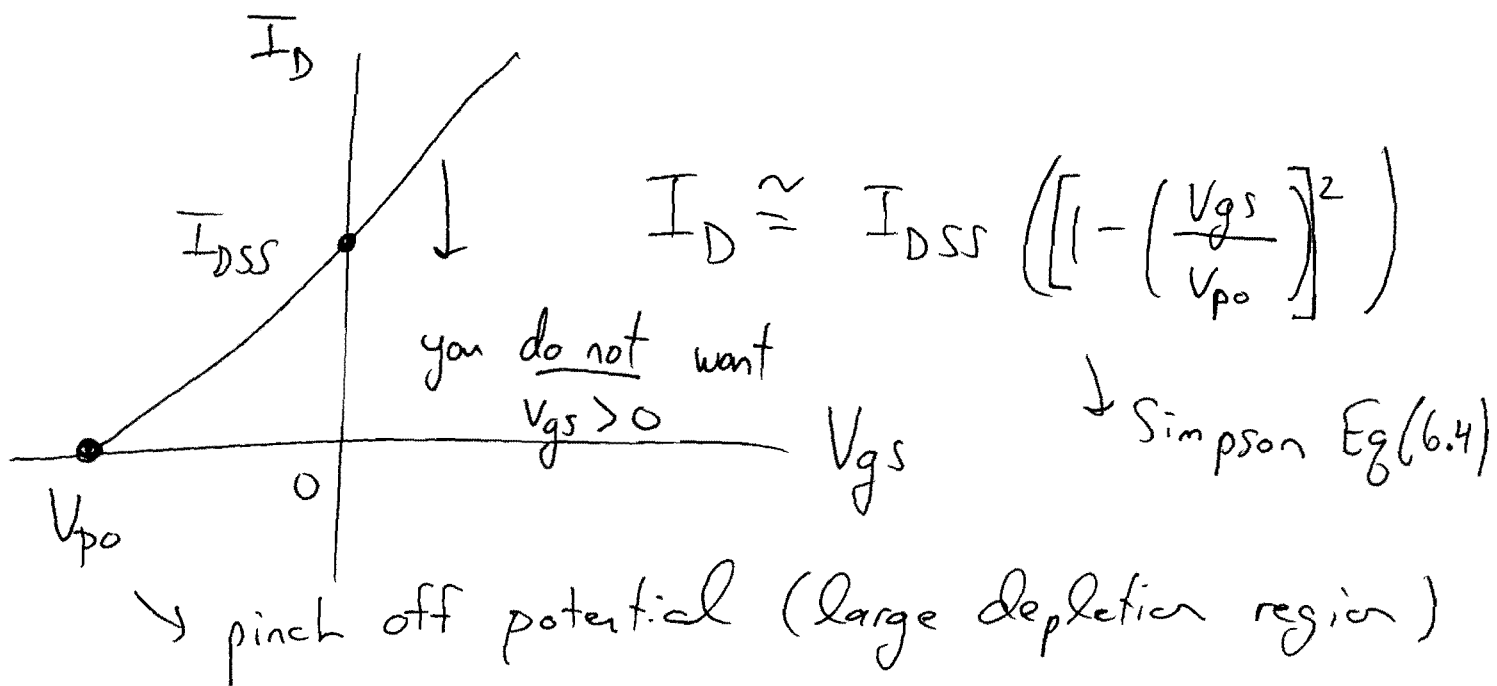 I_D
I_DSS
I_D ≅ I_DSS ([1 - (Vgs / Vpo)]^2)
you do not want
Vgs > 0
Vgs
Simpson Eq (6.4)
0
Vpo
pinch off potential (large depletion region)